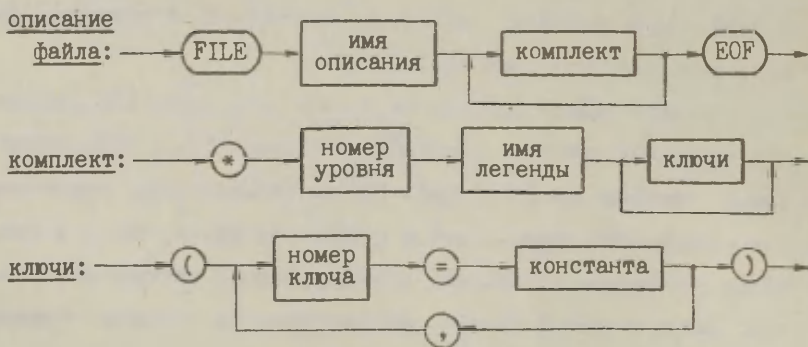 описание
файла: FILE имя описания комплект EOF
комплект: * номер уровня имя легенды ключи
ключи: ( номер ключа = константа )
,